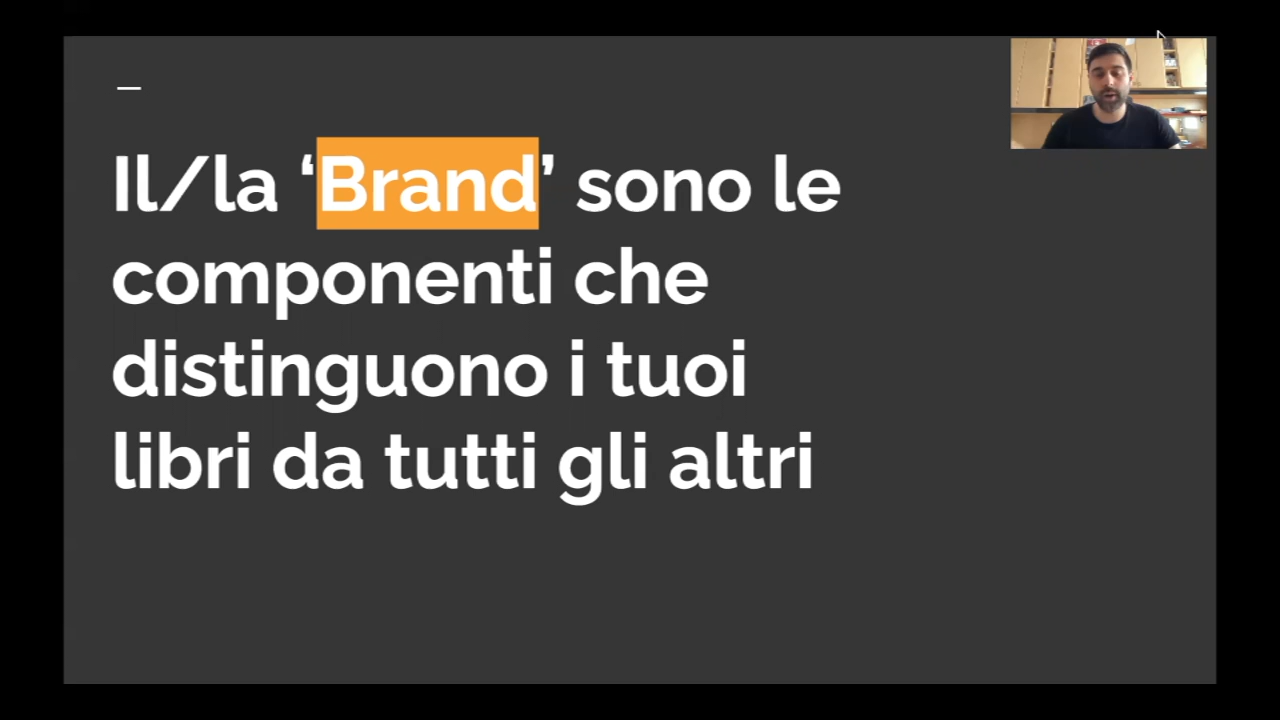 Il/la ‘Brand’ sono le
componenti che
distinguono i tuoi
libri da tutti gli altri